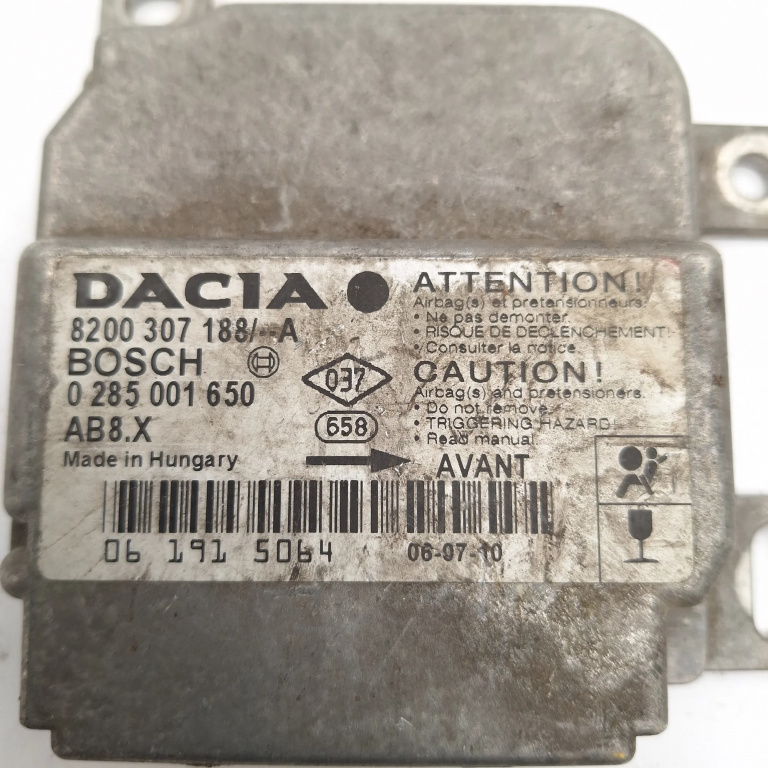 DACIA
8200 307 188/--A
BOSCH
0 285 001 650
AB8.X
Made in Hungary
037
658
ATTENTION!
Airbag(s) et pretensionneurs.
• Ne pas demonter.
• RISQUE DE DECLENCHEMENT!
• Consulter la notice.
CAUTION!
Airbag(s) and pretensioners.
• Do not remove.
• TRIGGERING HAZARD!
• Read manual.
AVANT
06 191 5064
06-07-10